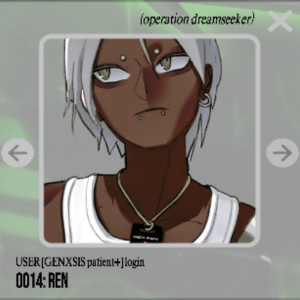 (operation dreamseeker)
USER [GENXSIS patient+] login
0014: REN